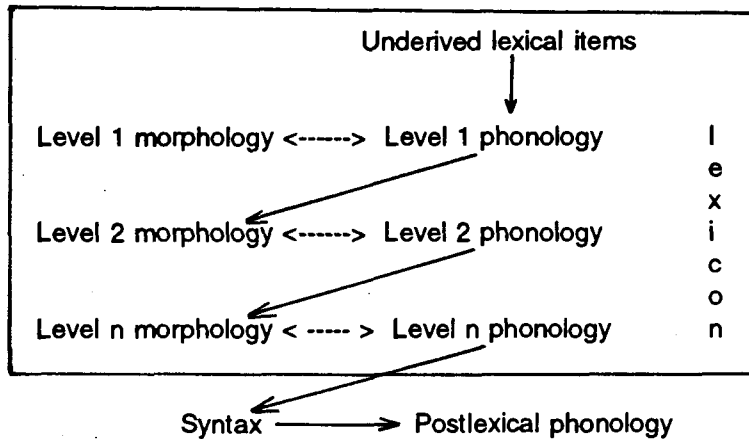 Underived lexical items
Level 1 morphology <------> Level 1 phonology
Level 2 morphology <------> Level 2 phonology
Level n morphology < ----- > Level n phonology
l
e
x
i
c
o
n
Syntax Postlexical phonology